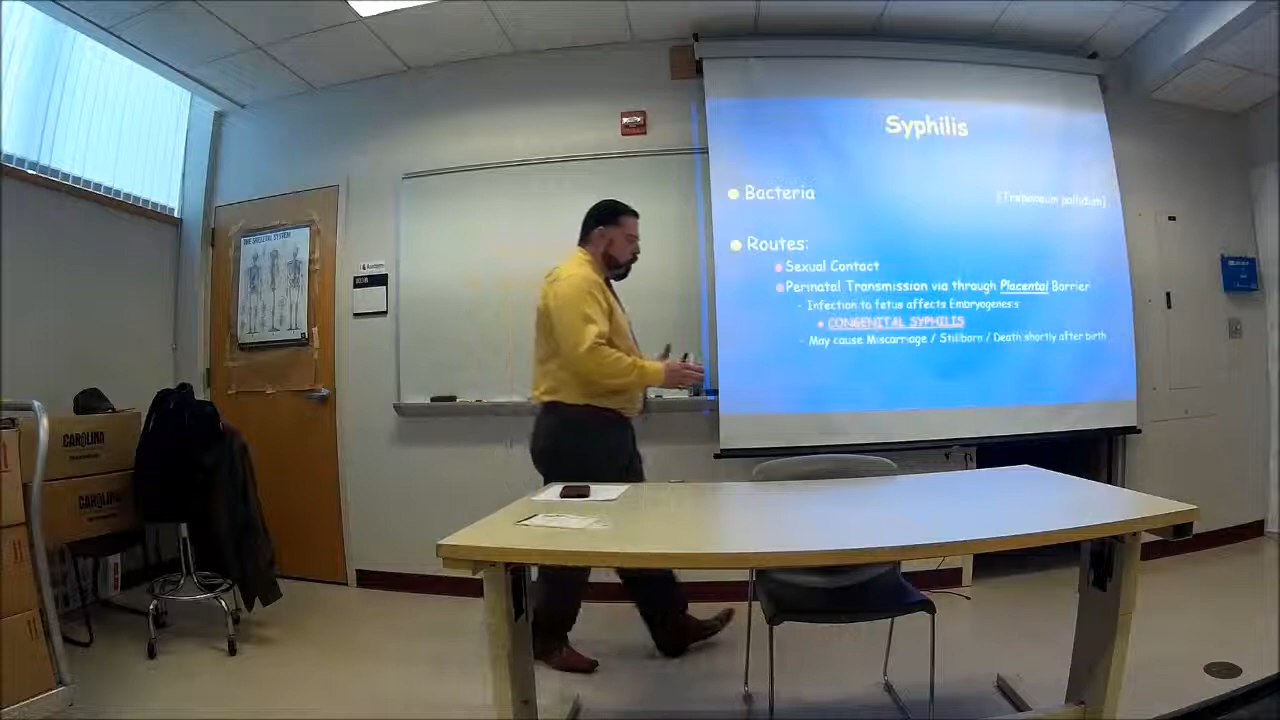 Syphilis
Bacteria
[Treponeum pallidum]
Routes:
Sexual Contact
Perinatal Transmission via through Placental Barrier
- Infection to fetus affects Embryogenesis
CONGENITAL SYPHILIS
- May cause Miscarriage / Stillborn / Death shortly after birth
THE SKELETAL SYSTEM
CAROLINA
CAROLINA